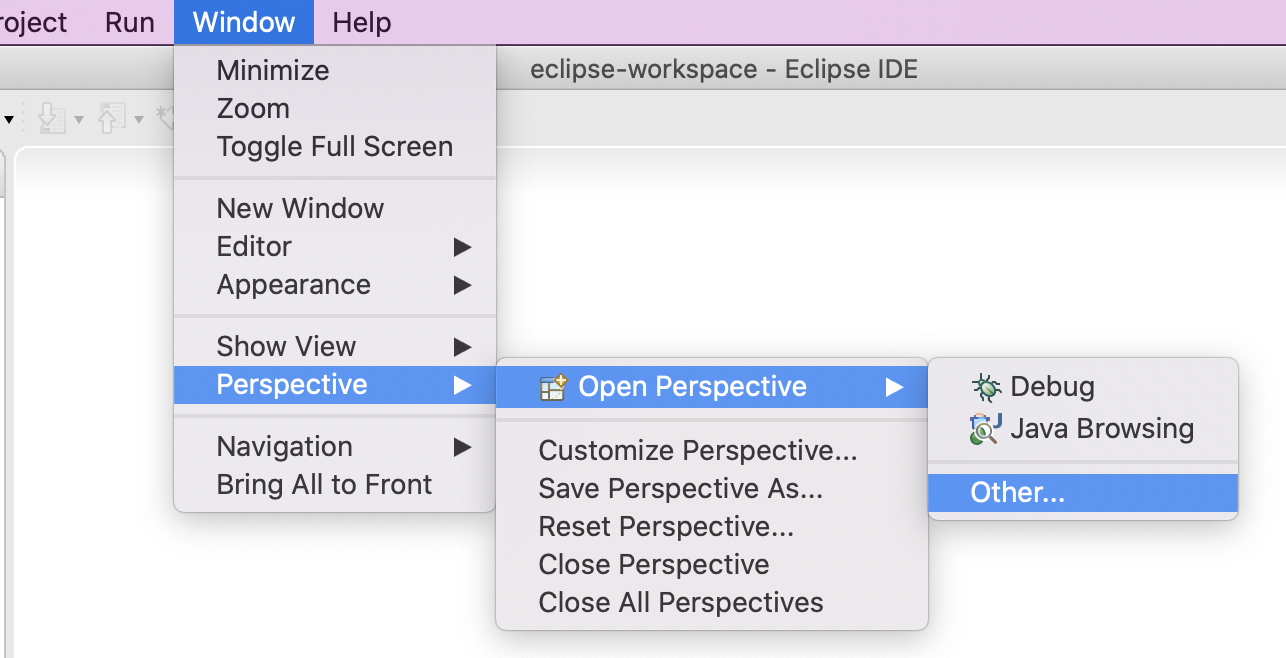 roject Run Window Help
eclipse-workspace - Eclipse IDE
Minimize
Zoom
Toggle Full Screen
New Window
Editor
Appearance
Show View
Perspective
Navigation
Bring All to Front
Open Perspective
Customize Perspective...
Save Perspective As...
Reset Perspective...
Close Perspective
Close All Perspectives
Debug
Java Browsing
Other...